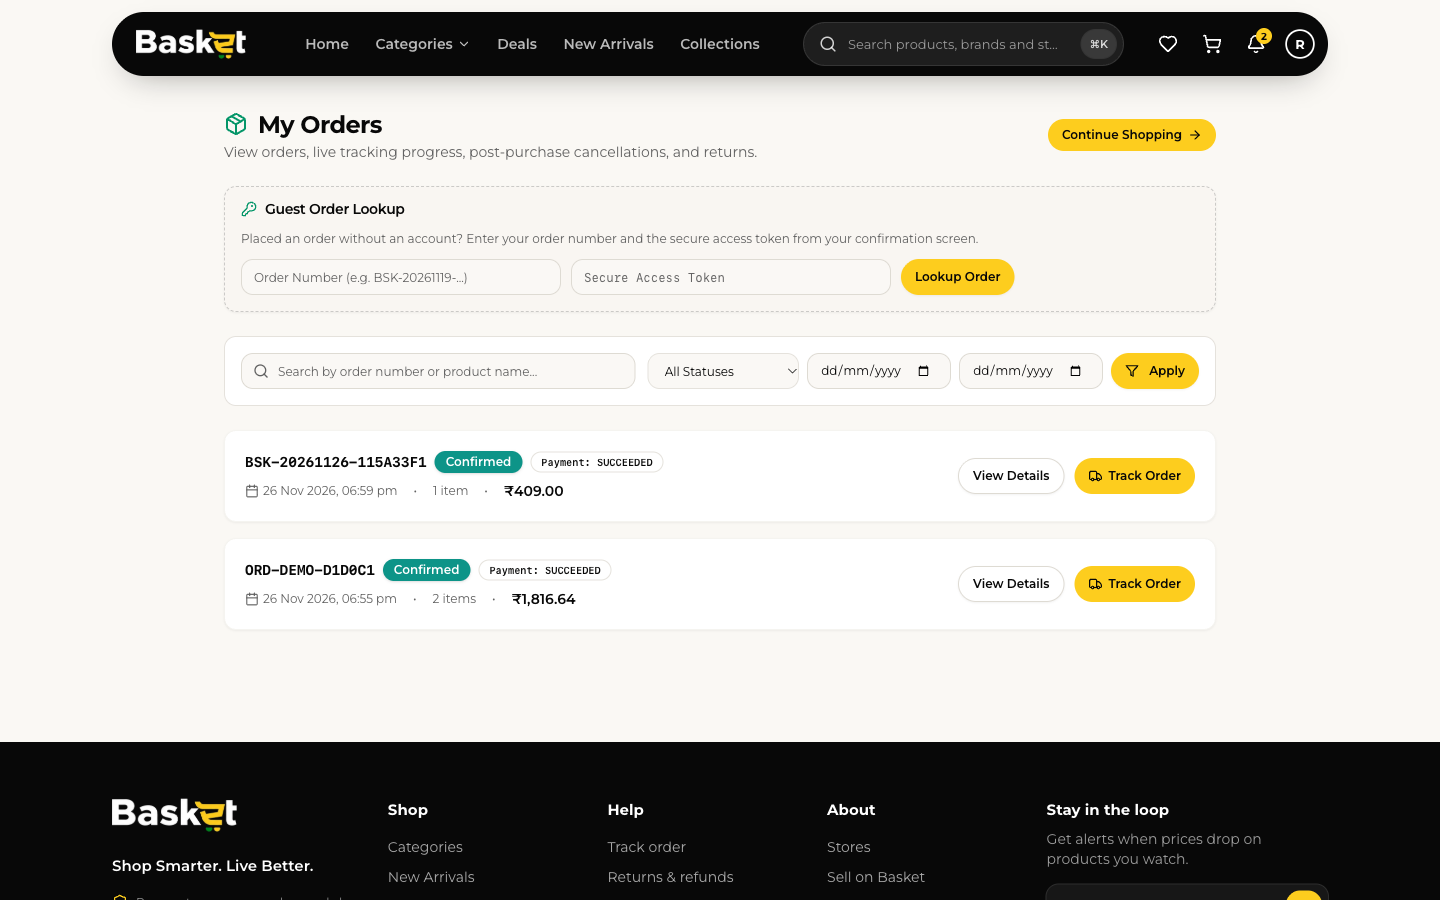 Basket
Home
Categories
Deals
New Arrivals
Collections
Search products, brands and st...
⌘K
2
R
My Orders
View orders, live tracking progress, post-purchase cancellations, and returns.
Continue Shopping →
Guest Order Lookup
Placed an order without an account? Enter your order number and the secure access token from your confirmation screen.
Order Number (e.g. BSK-20261119-...)
Secure Access Token
Lookup Order
Search by order number or product name...
All Statuses
dd/mm/yyyy
dd/mm/yyyy
Apply
BSK-20261126-115A33F1
Confirmed
Payment: SUCCEEDED
26 Nov 2026, 06:59 pm · 1 item · ₹409.00
View Details
Track Order
ORD-DEMO-D1D0C1
Confirmed
Payment: SUCCEEDED
26 Nov 2026, 06:55 pm · 2 items · ₹1,816.64
View Details
Track Order
Basket
Shop Smarter. Live Better.
Shop
Categories
New Arrivals
Help
Track order
Returns & refunds
About
Stores
Sell on Basket
Stay in the loop
Get alerts when prices drop on
products you watch.